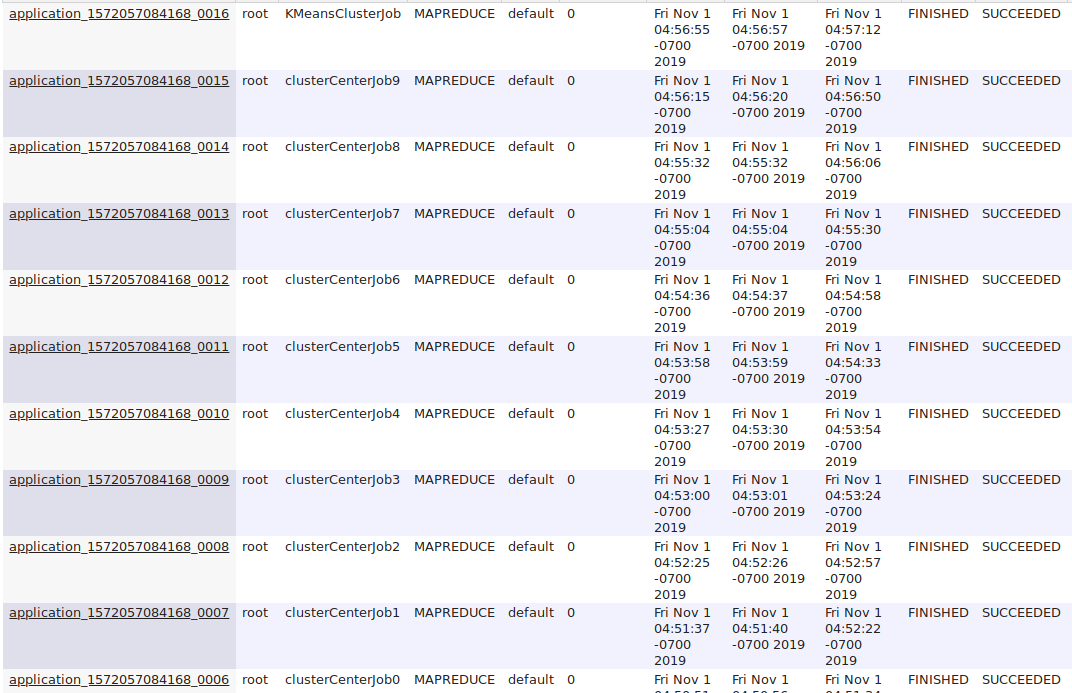 application_1572057084168_0016 root KMeansClusterJob MAPREDUCE default 0 Fri Nov 1 Fri Nov 1 Fri Nov 1 FINISHED SUCCEEDED
04:56:55 04:56:57 04:57:12
-0700 -0700 2019 -0700
2019 2019
application_1572057084168_0015 root clusterCenterJob9 MAPREDUCE default 0 Fri Nov 1 Fri Nov 1 Fri Nov 1 FINISHED SUCCEEDED
04:56:15 04:56:20 04:56:50
-0700 -0700 2019 -0700
2019 2019
application_1572057084168_0014 root clusterCenterJob8 MAPREDUCE default 0 Fri Nov 1 Fri Nov 1 Fri Nov 1 FINISHED SUCCEEDED
04:55:32 04:55:32 04:56:06
-0700 -0700 2019 -0700
2019 2019
application_1572057084168_0013 root clusterCenterJob7 MAPREDUCE default 0 Fri Nov 1 Fri Nov 1 Fri Nov 1 FINISHED SUCCEEDED
04:55:04 04:55:04 04:55:30
-0700 -0700 2019 -0700
2019 2019
application_1572057084168_0012 root clusterCenterJob6 MAPREDUCE default 0 Fri Nov 1 Fri Nov 1 Fri Nov 1 FINISHED SUCCEEDED
04:54:36 04:54:37 04:54:58
-0700 -0700 2019 -0700
2019 2019
application_1572057084168_0011 root clusterCenterJob5 MAPREDUCE default 0 Fri Nov 1 Fri Nov 1 Fri Nov 1 FINISHED SUCCEEDED
04:53:58 04:53:59 04:54:33
-0700 -0700 2019 -0700
2019 2019
application_1572057084168_0010 root clusterCenterJob4 MAPREDUCE default 0 Fri Nov 1 Fri Nov 1 Fri Nov 1 FINISHED SUCCEEDED
04:53:27 04:53:30 04:53:54
-0700 -0700 2019 -0700
2019 2019
application_1572057084168_0009 root clusterCenterJob3 MAPREDUCE default 0 Fri Nov 1 Fri Nov 1 Fri Nov 1 FINISHED SUCCEEDED
04:53:00 04:53:01 04:53:24
-0700 -0700 2019 -0700
2019 2019
application_1572057084168_0008 root clusterCenterJob2 MAPREDUCE default 0 Fri Nov 1 Fri Nov 1 Fri Nov 1 FINISHED SUCCEEDED
04:52:25 04:52:26 04:52:57
-0700 -0700 2019 -0700
2019 2019
application_1572057084168_0007 root clusterCenterJob1 MAPREDUCE default 0 Fri Nov 1 Fri Nov 1 Fri Nov 1 FINISHED SUCCEEDED
04:51:37 04:51:40 04:52:22
-0700 -0700 2019 -0700
2019 2019
application_1572057084168_0006 root clusterCenterJob0 MAPREDUCE default 0 Fri Nov 1 Fri Nov 1 Fri Nov 1 FINISHED SUCCEEDED